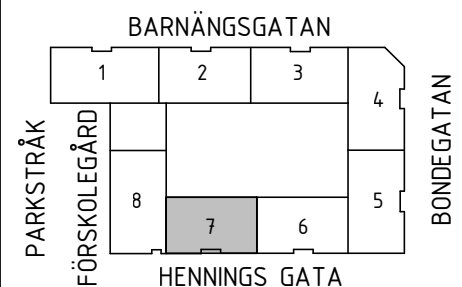 BARNÄNGSGATAN
1
2
3
4
PARKSTRÅK
FÖRSKOLEGÅRD
BONDEGATAN
8
7
6
5
HENNINGS GATA